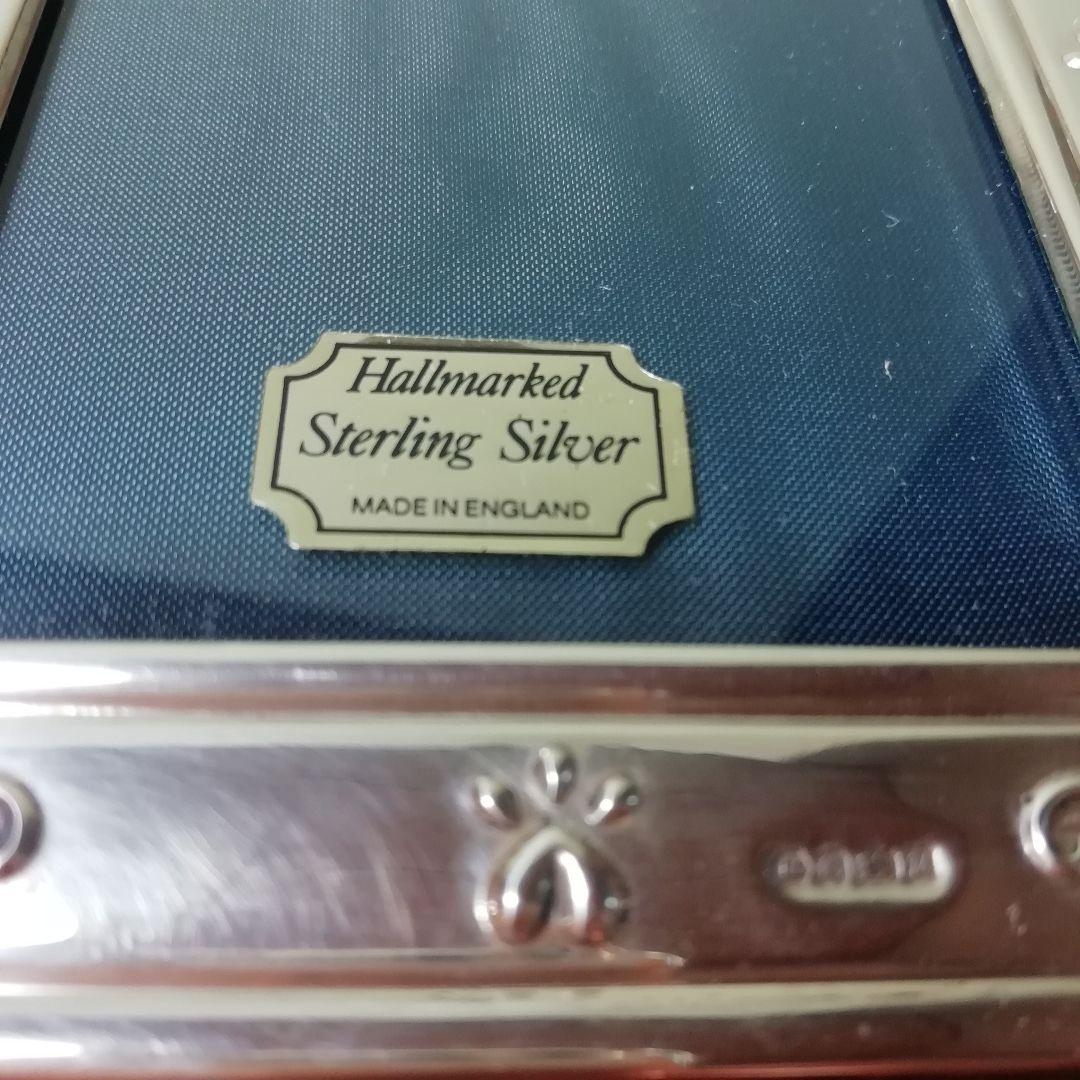 Hallmarked
Sterling Silver
MADE IN ENGLAND